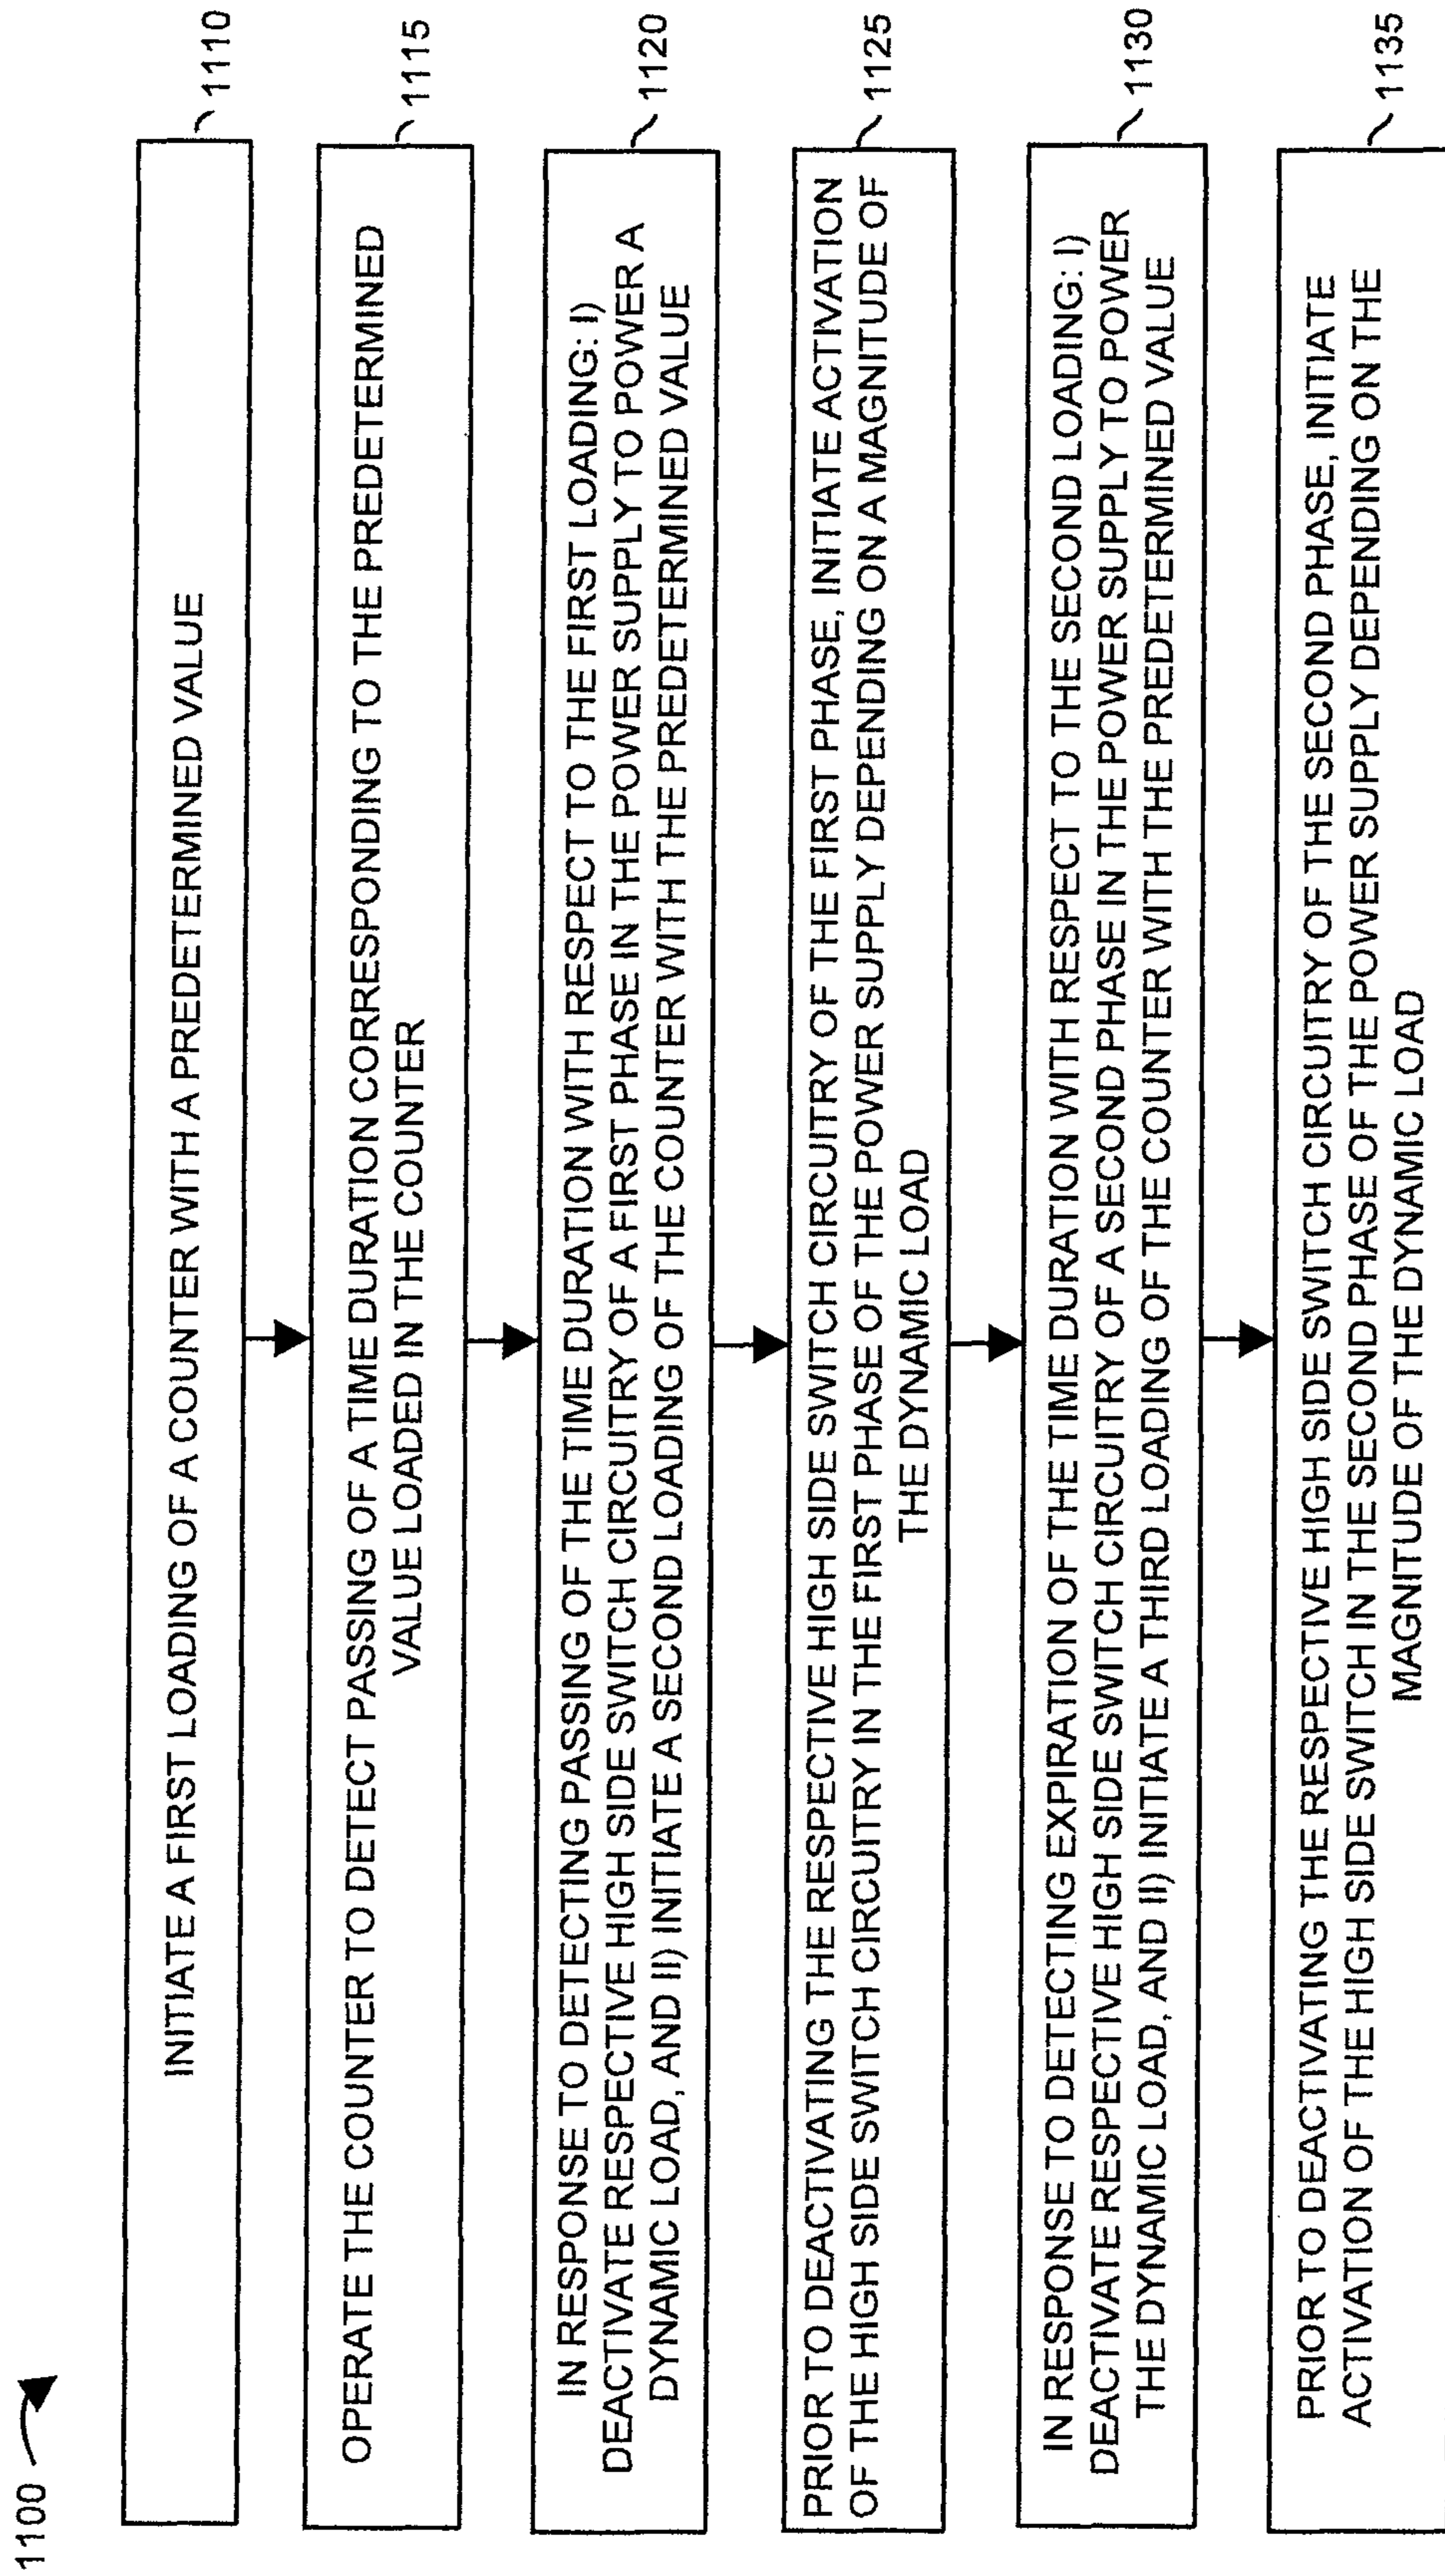 1100
INITIATE A FIRST LOADING OF A COUNTER WITH A PREDETERMINED VALUE
1110
OPERATE THE COUNTER TO DETECT PASSING OF A TIME DURATION CORRESPONDING TO THE PREDETERMINED
VALUE LOADED IN THE COUNTER
1115
IN RESPONSE TO DETECTING PASSING OF THE TIME DURATION WITH RESPECT TO THE FIRST LOADING: I)
DEACTIVATE RESPECTIVE HIGH SIDE SWITCH CIRCUITRY OF A FIRST PHASE IN THE POWER SUPPLY TO POWER A
DYNAMIC LOAD, AND II) INITIATE A SECOND LOADING OF THE COUNTER WITH THE PREDETERMINED VALUE
1120
PRIOR TO DEACTIVATING THE RESPECTIVE HIGH SIDE SWITCH CIRCUITRY OF THE FIRST PHASE, INITIATE ACTIVATION
OF THE HIGH SIDE SWITCH CIRCUITRY IN THE FIRST PHASE OF THE POWER SUPPLY DEPENDING ON A MAGNITUDE OF
THE DYNAMIC LOAD
1125
IN RESPONSE TO DETECTING EXPIRATION OF THE TIME DURATION WITH RESPECT TO THE SECOND LOADING: I)
DEACTIVATE RESPECTIVE HIGH SIDE SWITCH CIRCUITRY OF A SECOND PHASE IN THE POWER SUPPLY TO POWER
THE DYNAMIC LOAD, AND II) INITIATE A THIRD LOADING OF THE COUNTER WITH THE PREDETERMINED VALUE
1130
PRIOR TO DEACTIVATING THE RESPECTIVE HIGH SIDE SWITCH CIRCUITRY OF THE SECOND PHASE, INITIATE
ACTIVATION OF THE HIGH SIDE SWITCH IN THE SECOND PHASE OF THE POWER SUPPLY DEPENDING ON THE
MAGNITUDE OF THE DYNAMIC LOAD
1135